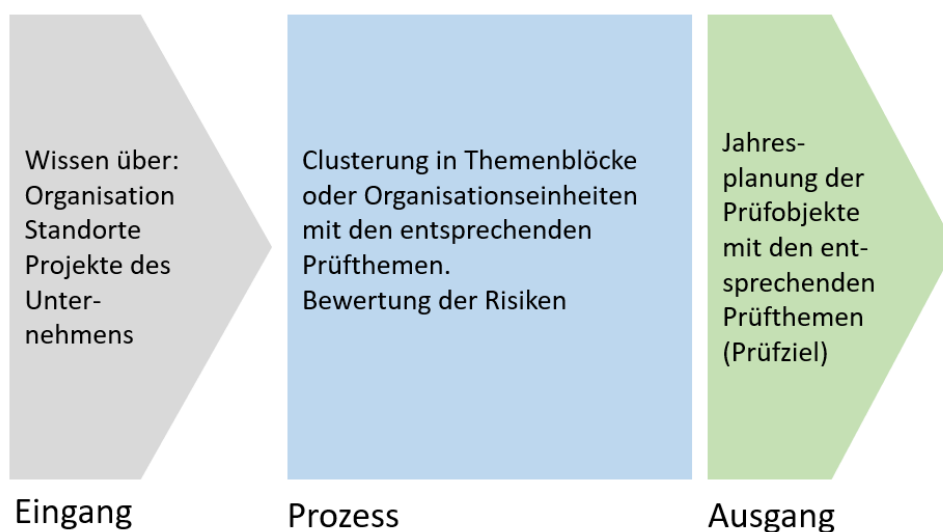 Wissen über:
Organisation
Standorte
Projekte des
Unter-
nehmens
Clusterung in Themenblöcke
oder Organisationseinheiten
mit den entsprechenden
Prüfthemen.
Bewertung der Risiken
Jahres-
planung der
Prüfobjekte
mit den ent-
sprechenden
Prüfthemen
(Prüfziel)
Eingang
Prozess
Ausgang